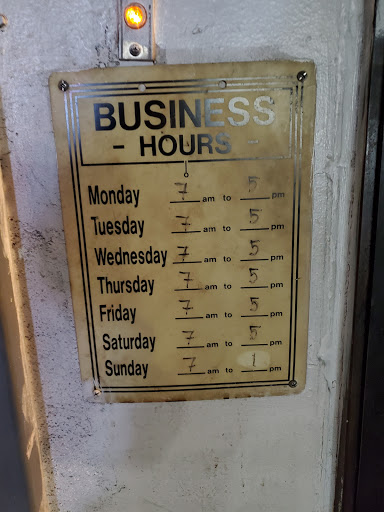 BUSINESS
- HOURS -
Monday 7 am to 5 pm
Tuesday 7 am to 5 pm
Wednesday 7 am to 5 pm
Thursday 7 am to 5 pm
Friday 7 am to 5 pm
Saturday 7 am to 5 pm
Sunday 7 am to 1 pm